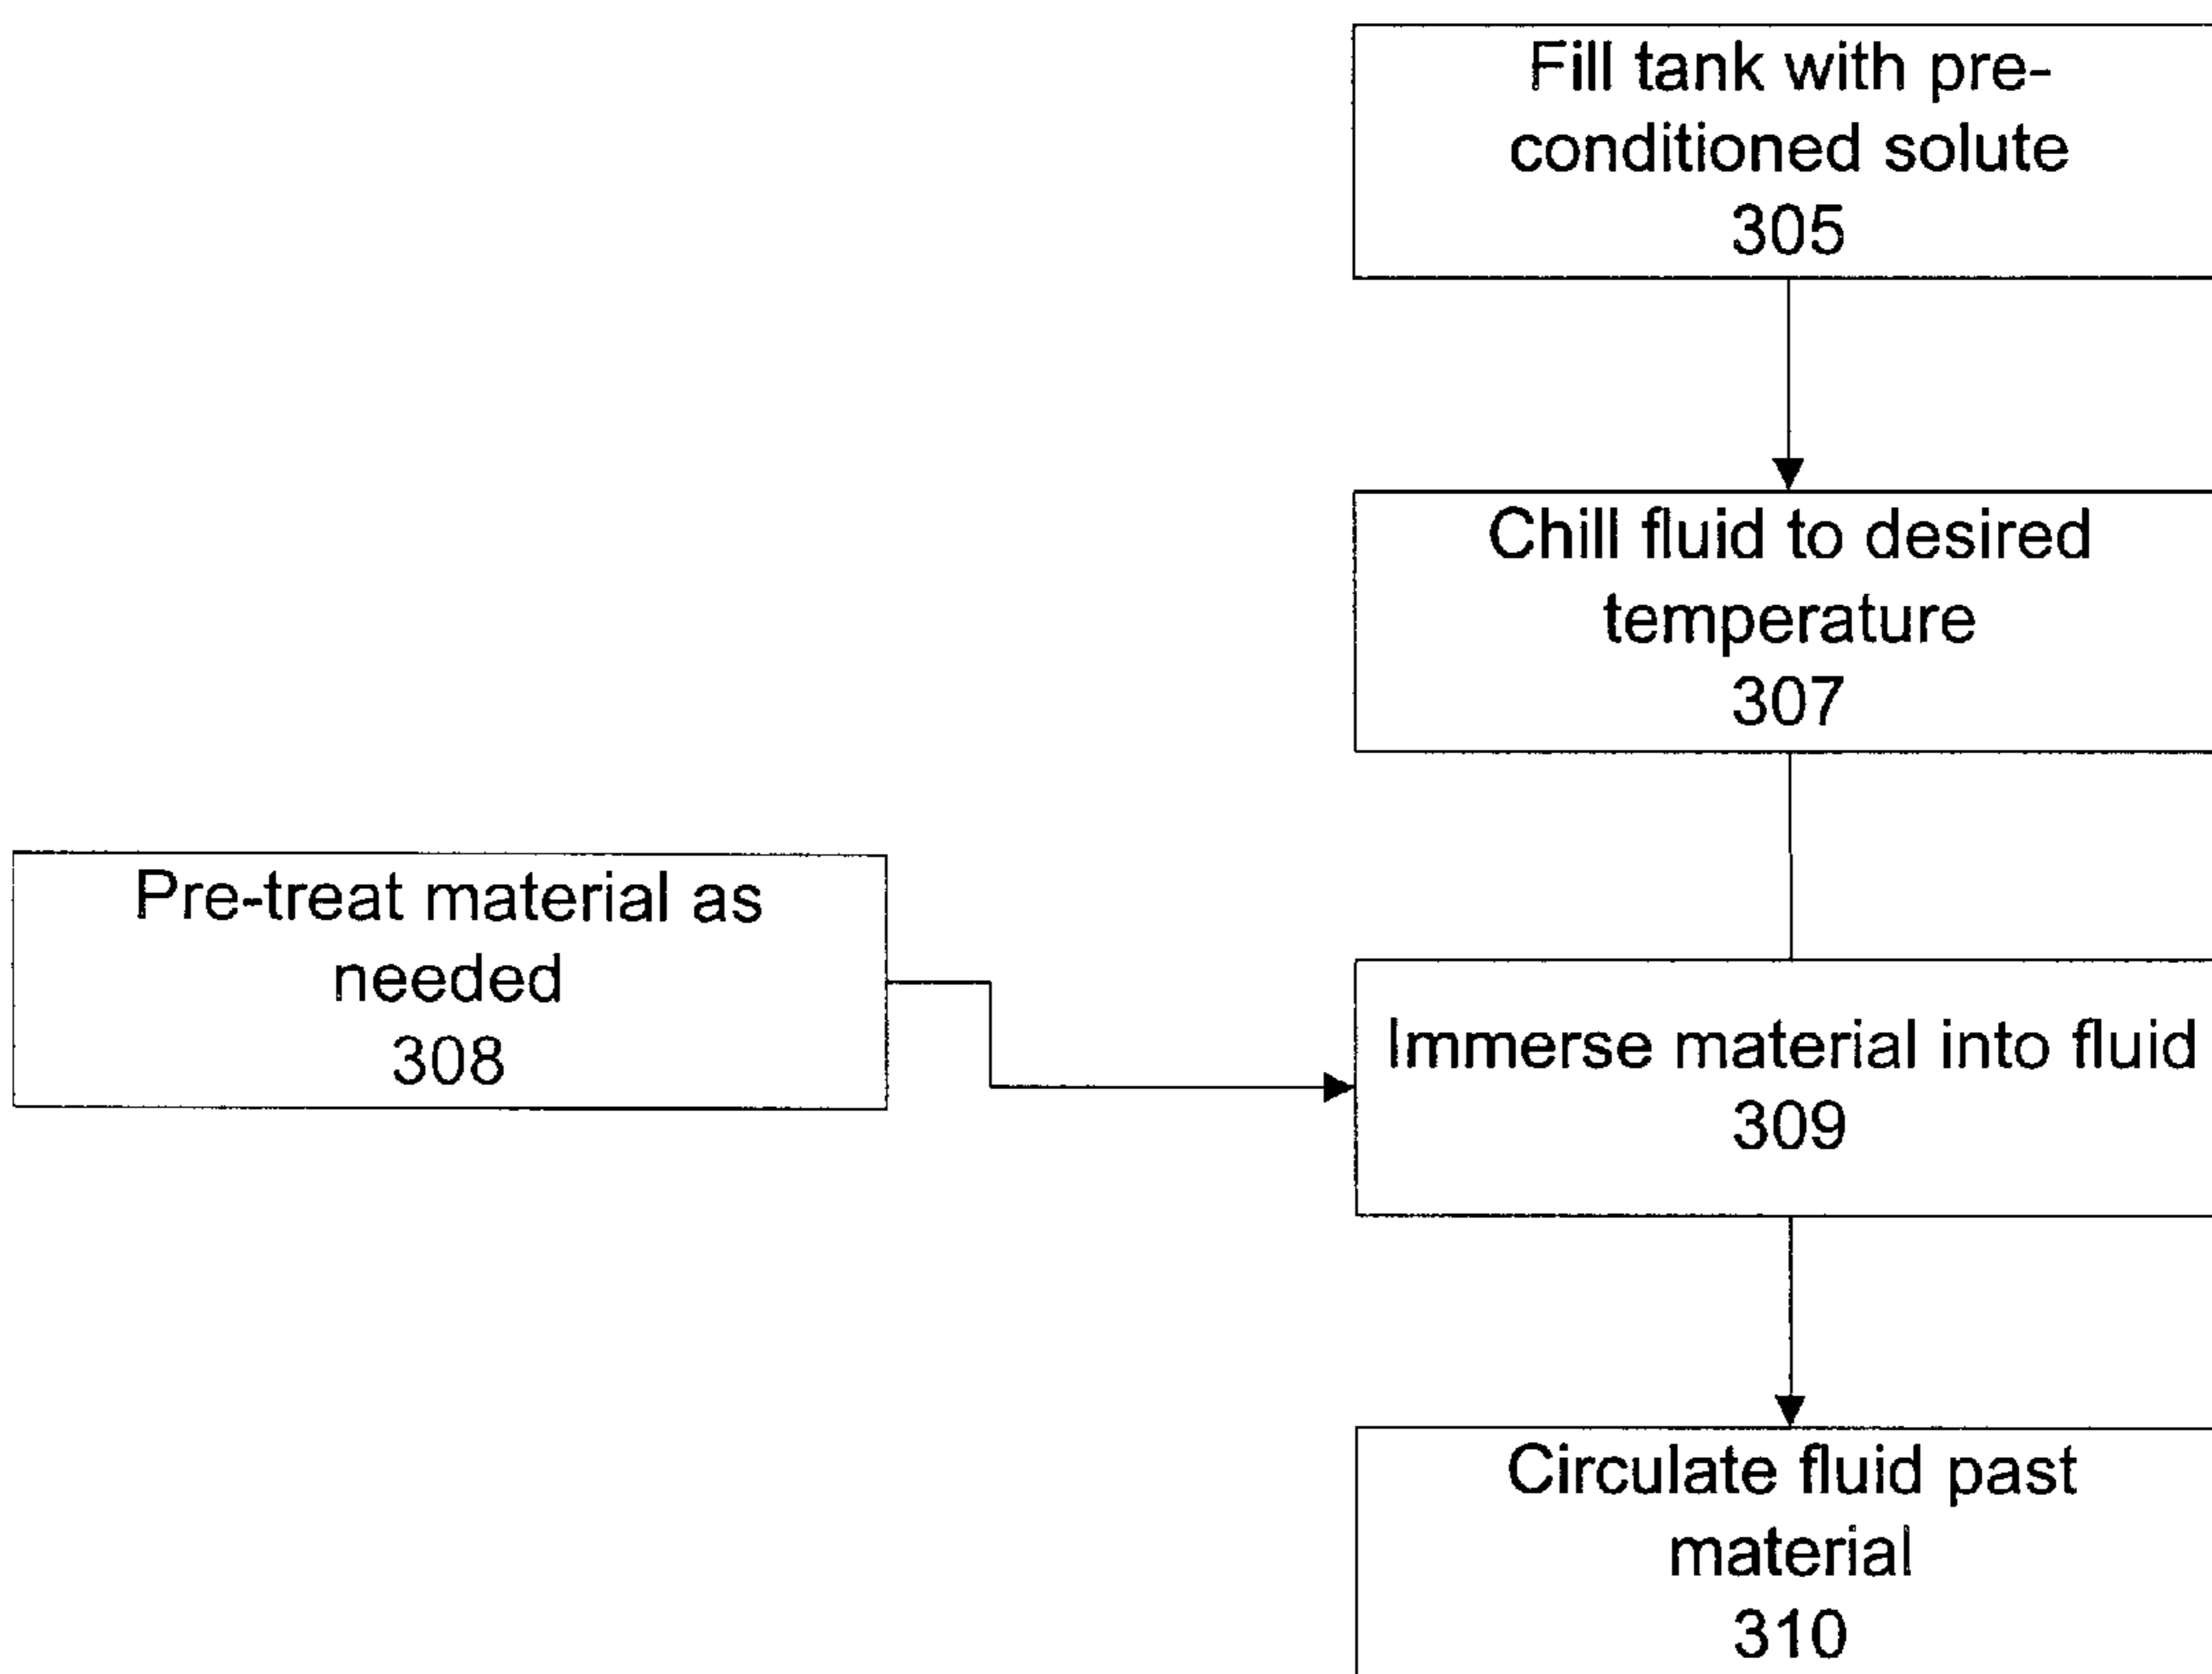 Fill tank with pre-
conditioned solute
305
Chill fluid to desired
temperature
307
Pre-treat material as
needed
308
Immerse material into fluid
309
Circulate fluid past
material
310